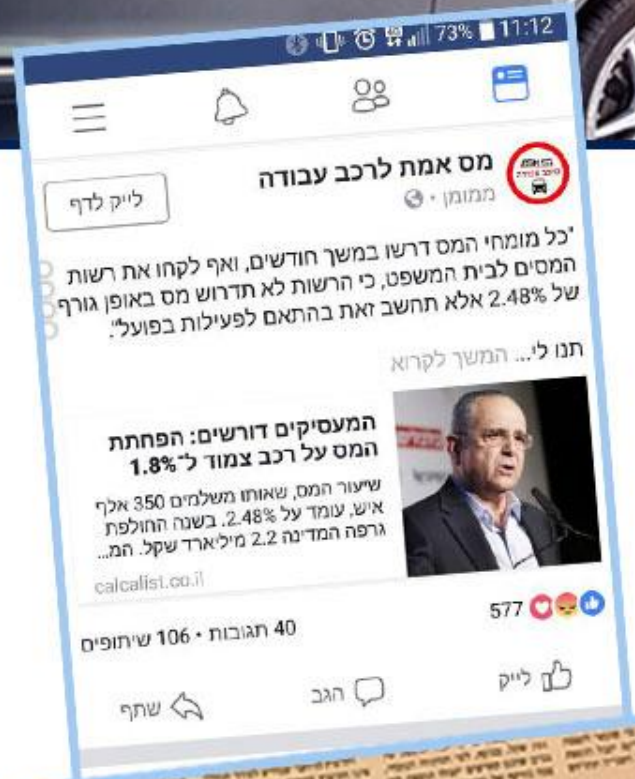 73% 11:12
מס אמת לרכב עבודה
ממומן
לייק לדף
"כל מומחי המס דרשו במשך חודשים, ואף לקחו את רשות
המסים לבית המשפט, כי הרשות לא תדרוש מס באופן גורף
של 2.48% אלא תחשב זאת בהתאם לפעילות בפועל".
תנו לי... המשך לקרוא
המעסיקים דורשים: הפחתת
המס על רכב צמוד ל־1.8%
שיעור המס, שאותו משלמים 350 אלף
איש, עומד על 2.48%. בשנה החולפת
גרפה המדינה 2.2 מיליארד שקל. המ...
calcalist.co.il
577
40 תגובות • 106 שיתופים
לייק
הגב
שתף